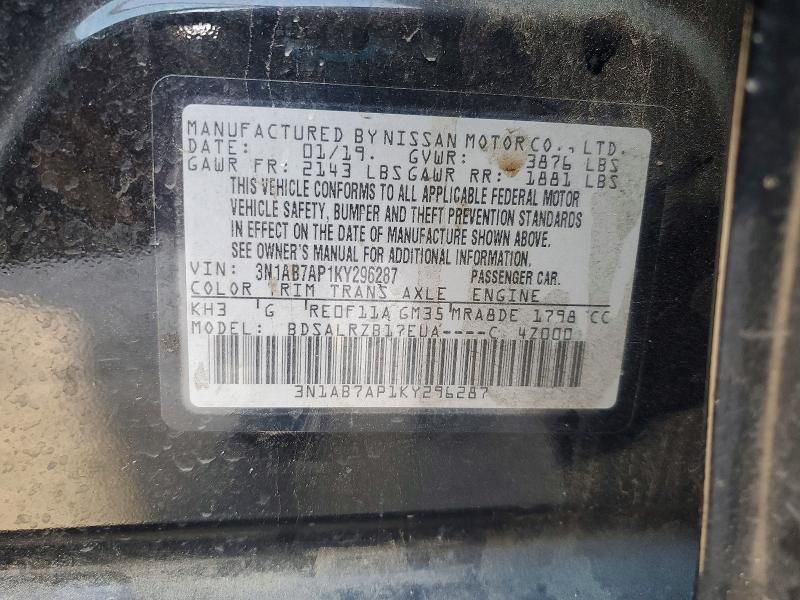 MANUFACTURED BY NISSAN MOTOR CO., LTD.
DATE: 01/19. GVWR: 3876 LBS
GAWR FR: 2143 LBS GAWR RR: 1881 LBS
THIS VEHICLE CONFORMS TO ALL APPLICABLE FEDERAL MOTOR
VEHICLE SAFETY, BUMPER AND THEFT PREVENTION STANDARDS
IN EFFECT ON THE DATE OF MANUFACTURE SHOWN ABOVE.
SEE OWNER'S MANUAL FOR ADDITIONAL INFORMATION.
VIN: 3N1AB7AP1KY296287 PASSENGER CAR.
COLOR TRIM TRANS AXLE ENGINE
KH3 G RE0F11A GM35 MRA8DE 1798 CC
MODEL: BDSALRZB17EUA----C 4Z000
3N1AB7AP1KY296287